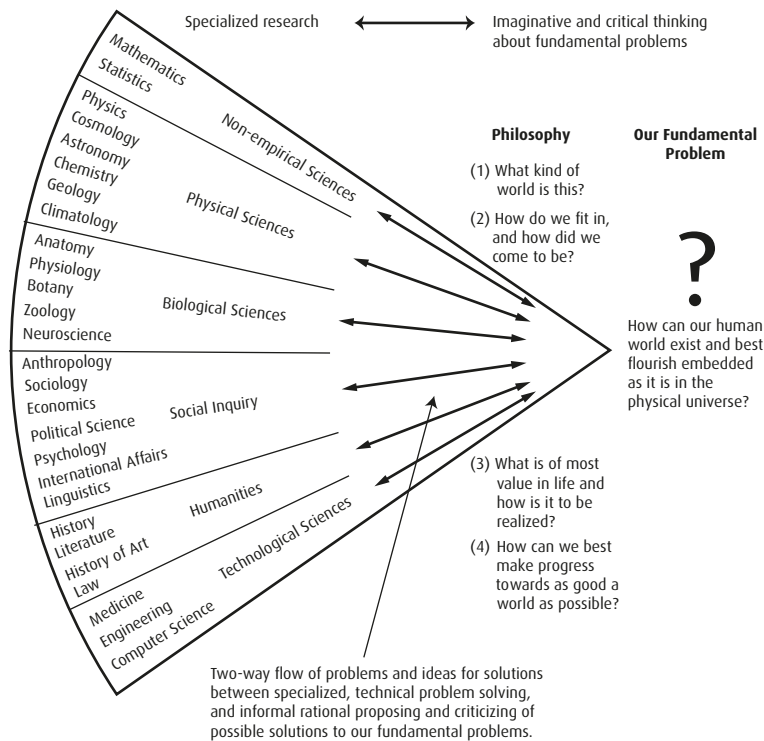 Specialized research
Imaginative and critical thinking
about fundamental problems
Mathematics
Statistics
Non-empirical Sciences
Physics
Cosmology
Astronomy
Chemistry
Geology
Climatology
Physical Sciences
Anatomy
Physiology
Botany
Zoology
Neuroscience
Biological Sciences
Anthropology
Sociology
Economics
Political Science
Psychology
International Affairs
Linguistics
Social Inquiry
History
Literature
History of Art
Law
Humanities
Medicine
Engineering
Computer Science
Technological Sciences
Philosophy
(1) What kind of
world is this?
(2) How do we fit in,
and how did we
come to be?
(3) What is of most
value in life and
how is it to be
realized?
(4) How can we best
make progress
towards as good a
world as possible?
Our Fundamental
Problem
?
How can our human
world exist and best
flourish embedded
as it is in the
physical universe?
Two-way flow of problems and ideas for solutions
between specialized, technical problem solving,
and informal rational proposing and criticizing of
possible solutions to our fundamental problems.